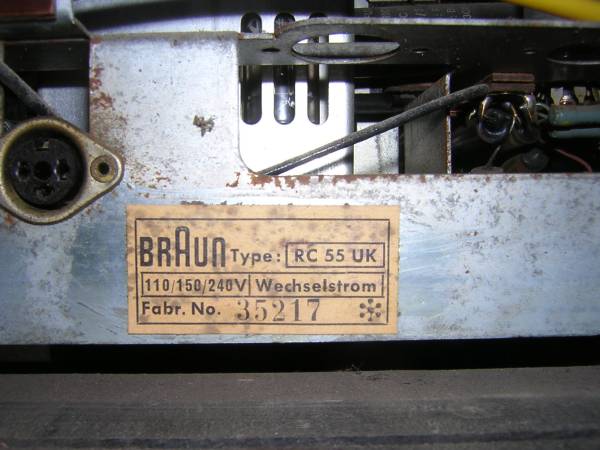 BRAUN Type: RC 55 UK
110/150/240V Wechselstrom
Fabr. No. 35217